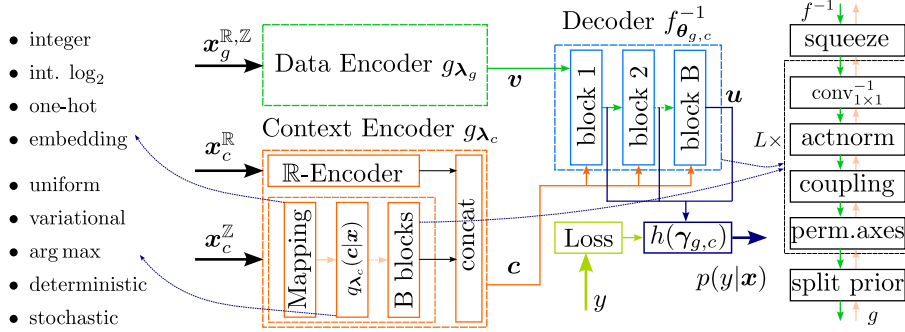 • integer
• int. log₂
• one-hot
• embedding
• uniform
• variational
• arg max
• deterministic
• stochastic
x_g^{ℝ,ℤ}
x_c^ℝ
x_c^ℤ
Data Encoder g_{λ_g}
v
Context Encoder g_{λ_c}
ℝ-Encoder
Mapping
q_{λ_c}(c|x)
B blocks
concat
c
Decoder f^{-1}_{θ_{g,c}}
block 1
block 2
block B
u
Loss
y
h(γ_{g,c})
p(y|x)
f^{-1}
squeeze
L×
conv^{-1}_{1×1}
actnorm
coupling
perm.axes
split prior
g